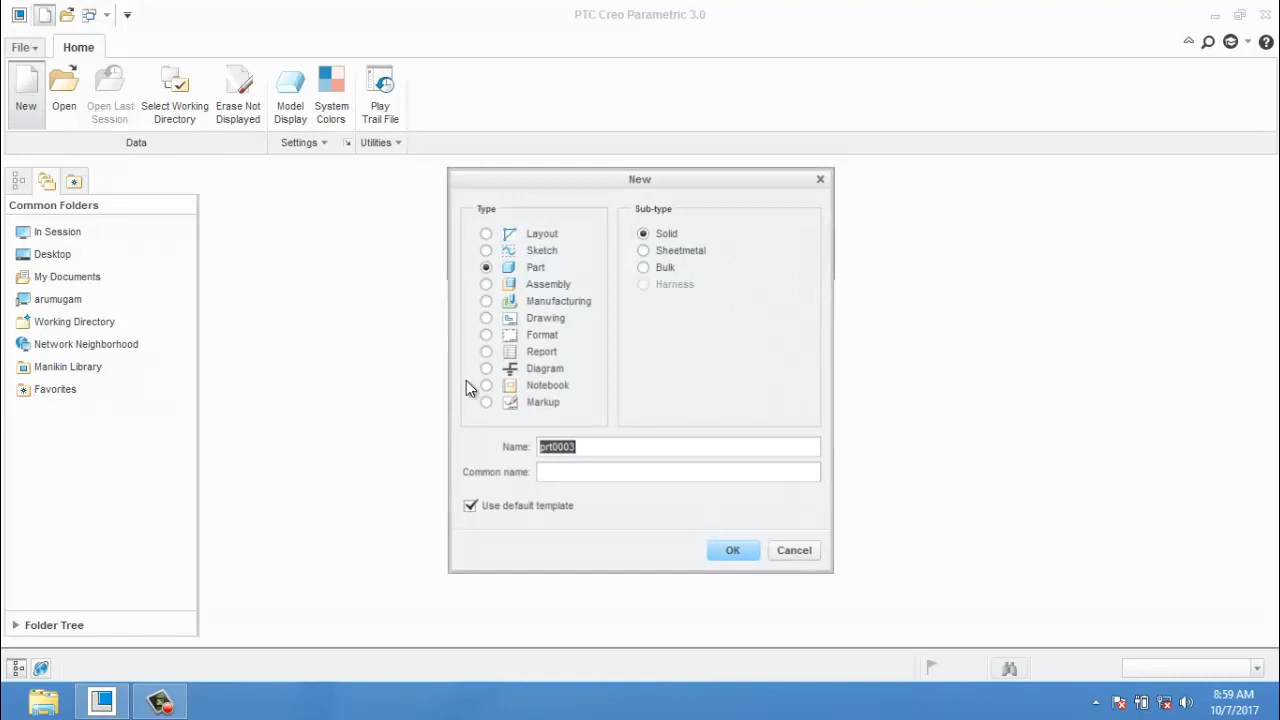 PTC Creo Parametric 3.0
File
Home
New
Open
Open Last
Session
Select Working
Directory
Erase Not
Displayed
Model
Display
System
Colors
Play
Trail File
Data
Settings
Utilities
Common Folders
In Session
Desktop
My Documents
arumugam
Working Directory
Network Neighborhood
Manikin Library
Favorites
Folder Tree
New
Type
Layout
Sketch
Part
Assembly
Manufacturing
Drawing
Format
Report
Diagram
Notebook
Markup
Sub-type
Solid
Sheetmetal
Bulk
Harness
Name: prt0003
Common name:
Use default template
OK
Cancel
8:59 AM
10/7/2017